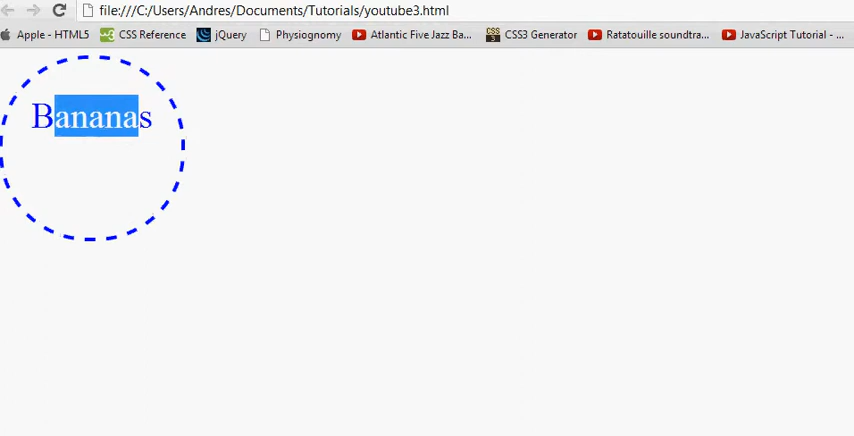 file:///C:/Users/Andres/Documents/Tutorials/youtube3.html
Apple - HTML5 CSS Reference jQuery Physiognomy Atlantic Five Jazz Ba... CSS3 Generator Ratatouille soundtra... JavaScript Tutorial - ...
Bananas